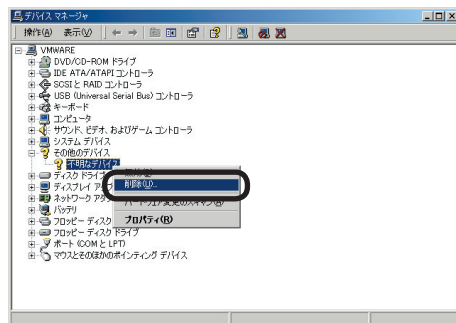 デバイス マネージャ
操作(A) 表示(V)
VMWARE
DVD/CD-ROM ドライブ
IDE ATA/ATAPI コントローラ
SCSI と RAID コントローラ
USB (Universal Serial Bus) コントローラ
キーボード
コンピュータ
サウンド、ビデオ、およびゲーム コントローラ
システム デバイス
その他のデバイス
不明なデバイス
ディスク ドライブ
削除(U)...
ディスプレイ
ネットワーク
ハードウェア変更のスキャン(A)
バッテリ
プロパティ(R)
フロッピー ディスク
フロッピー ディスク ドライブ
ポート (COM と LPT)
マウスとそのほかのポインティング デバイス